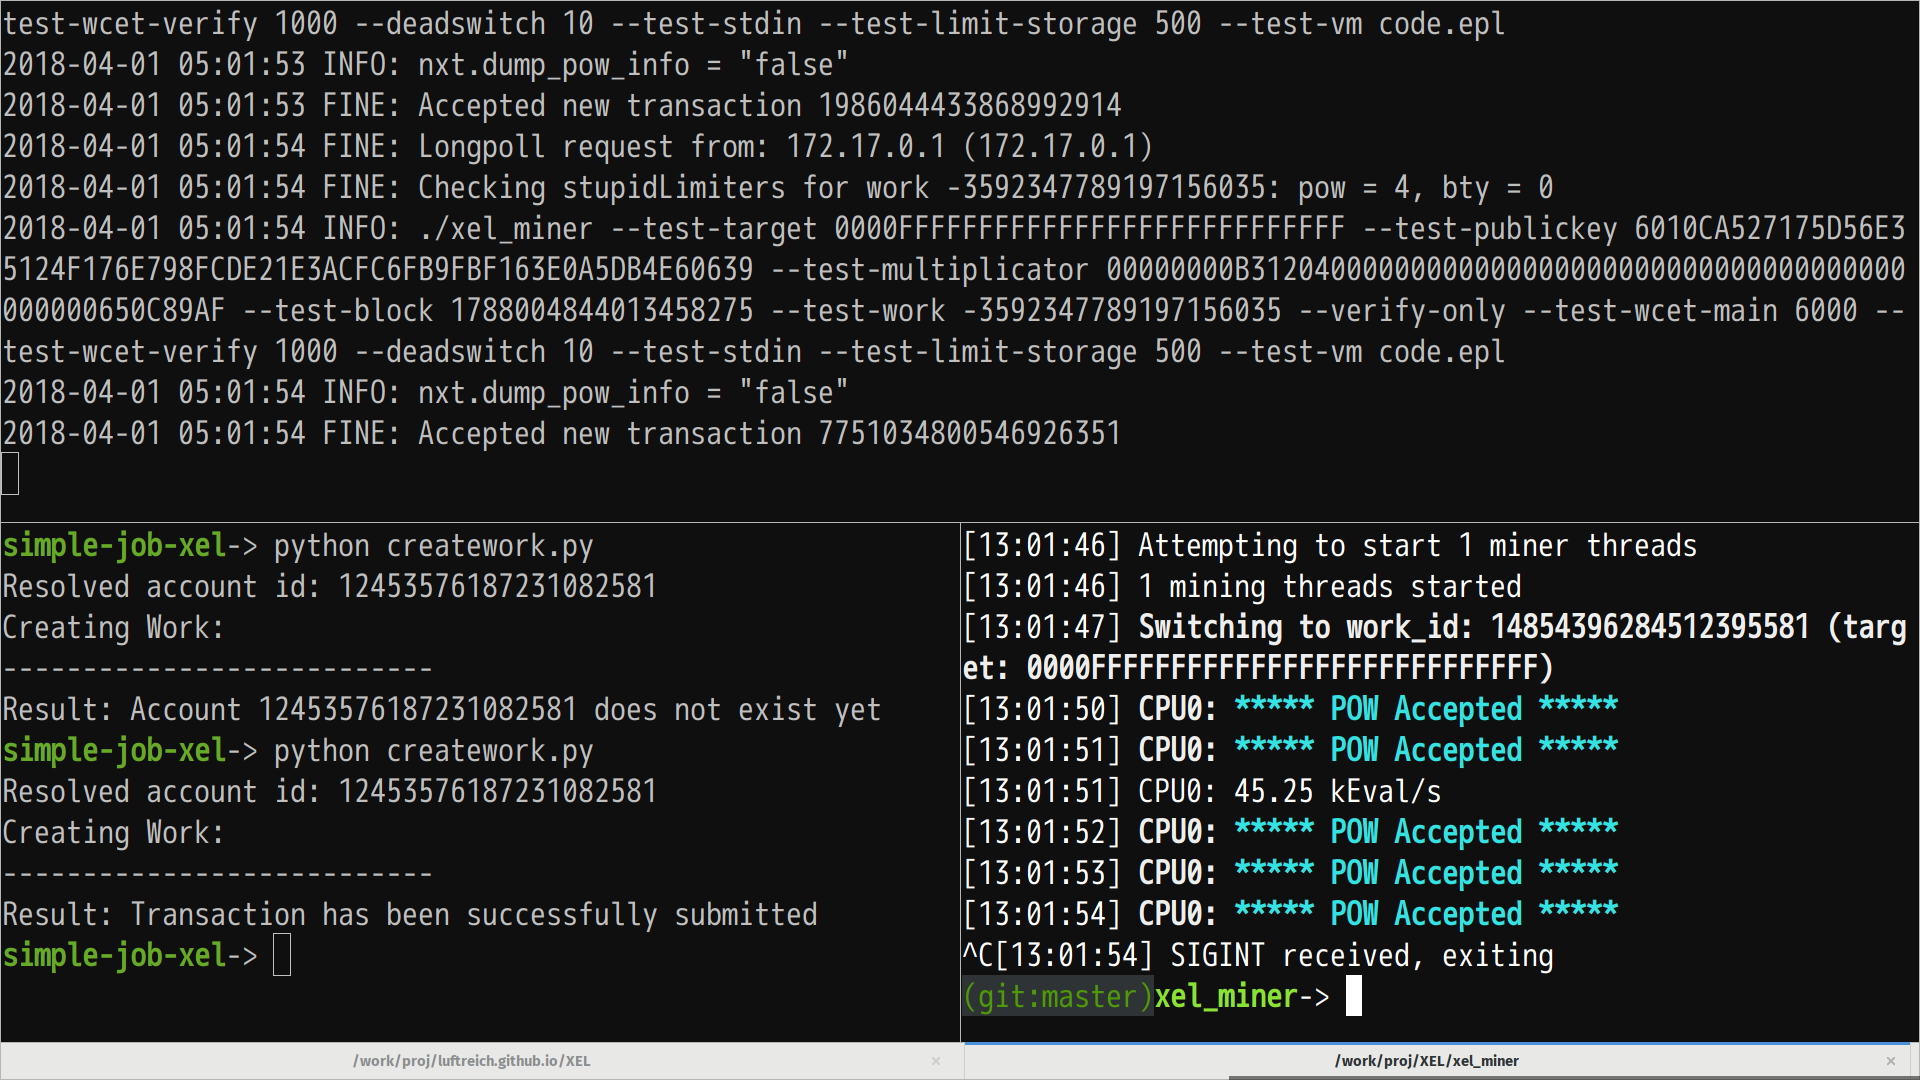 test-wcet-verify 1000 --deadswitch 10 --test-stdin --test-limit-storage 500 --test-vm code.epl
2018-04-01 05:01:53 INFO: nxt.dump_pow_info = "false"
2018-04-01 05:01:53 FINE: Accepted new transaction 1986044433868992914
2018-04-01 05:01:54 FINE: Longpoll request from: 172.17.0.1 (172.17.0.1)
2018-04-01 05:01:54 FINE: Checking stupidLimiters for work -3592347789197156035: pow = 4, bty = 0
2018-04-01 05:01:54 INFO: ./xel_miner --test-target 0000FFFFFFFFFFFFFFFFFFFFFFFFFFFF --test-publickey 6010CA527175D56E3
5124F176E798FCDE21E3ACFC6FB9FBF163E0A5DB4E60639 --test-multiplicator 00000000B312040000000000000000000000000000000000000
000000650C89AF --test-block 1788004844013458275 --test-work -3592347789197156035 --verify-only --test-wcet-main 6000 --
test-wcet-verify 1000 --deadswitch 10 --test-stdin --test-limit-storage 500 --test-vm code.epl
2018-04-01 05:01:54 INFO: nxt.dump_pow_info = "false"
2018-04-01 05:01:54 FINE: Accepted new transaction 7751034800546926351
simple-job-xel-> python creatework.py
Resolved account id: 12453576187231082581
Creating Work:
---------------------------
Result: Account 12453576187231082581 does not exist yet
simple-job-xel-> python creatework.py
Resolved account id: 12453576187231082581
Creating Work:
---------------------------
Result: Transaction has been successfully submitted
simple-job-xel->
[13:01:46] Attempting to start 1 miner threads
[13:01:46] 1 mining threads started
[13:01:47] Switching to work_id: 14854396284512395581 (targ
et: 0000FFFFFFFFFFFFFFFFFFFFFFFFFFFF)
[13:01:50] CPU0: ***** POW Accepted *****
[13:01:51] CPU0: ***** POW Accepted *****
[13:01:51] CPU0: 45.25 kEval/s
[13:01:52] CPU0: ***** POW Accepted *****
[13:01:53] CPU0: ***** POW Accepted *****
[13:01:54] CPU0: ***** POW Accepted *****
^C[13:01:54] SIGINT received, exiting
(git:master)xel_miner->
/work/proj/luftreich.github.io/XEL
/work/proj/XEL/xel_miner